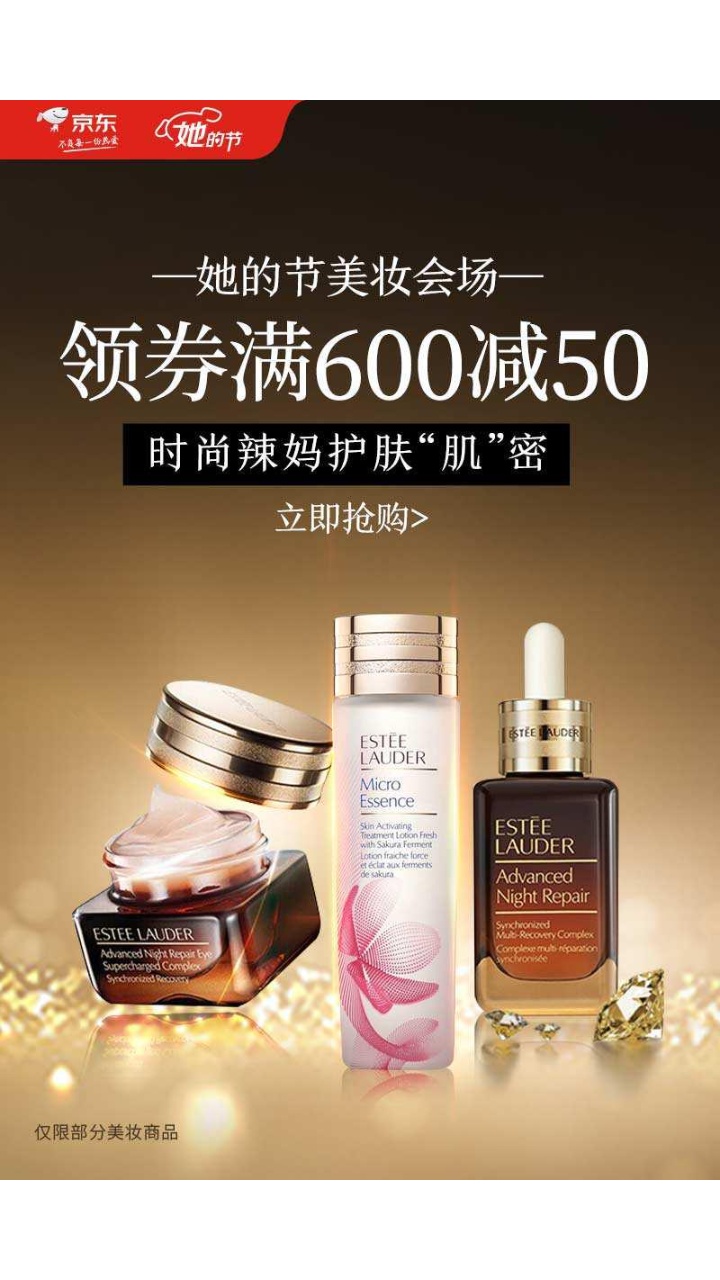 京东
不负每一份热爱
她的节
—她的节美妆会场—
领券满600减50
时尚辣妈护肤“肌”密
立即抢购>
ESTEE LAUDER
Advanced Night Repair Eye
Supercharged Complex
Synchronized Recovery
ESTĒE
LAUDER
Micro
Essence
Skin Activating
Treatment Lotion Fresh
with Sakura Ferment
Lotion fraîche force
et éclat aux ferments
de sakura
ESTĒE LAUDER
ESTĒE
LAUDER
Advanced
Night Repair
Synchronized
Multi-Recovery Complex
Complexe multi-réparation
synchronisée
仅限部分美妆商品